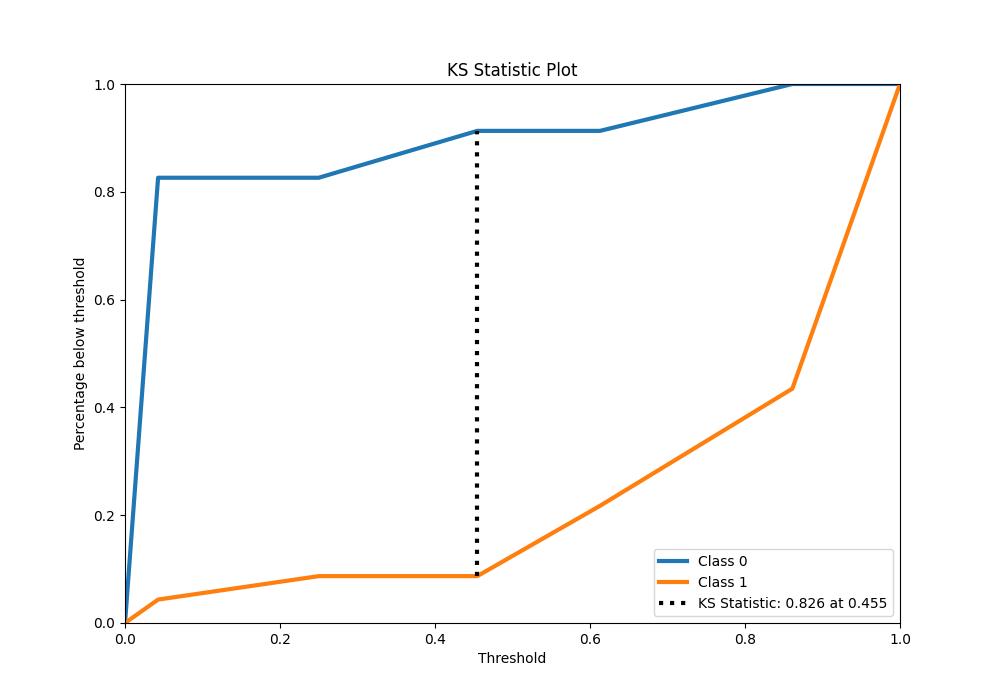 KS Statistic Plot
Percentage below threshold
1.0
0.8
0.6
0.4
0.2
0.0
0.0 0.2 0.4 0.6 0.8 1.0
Threshold
Class 0
Class 1
KS Statistic: 0.826 at 0.455